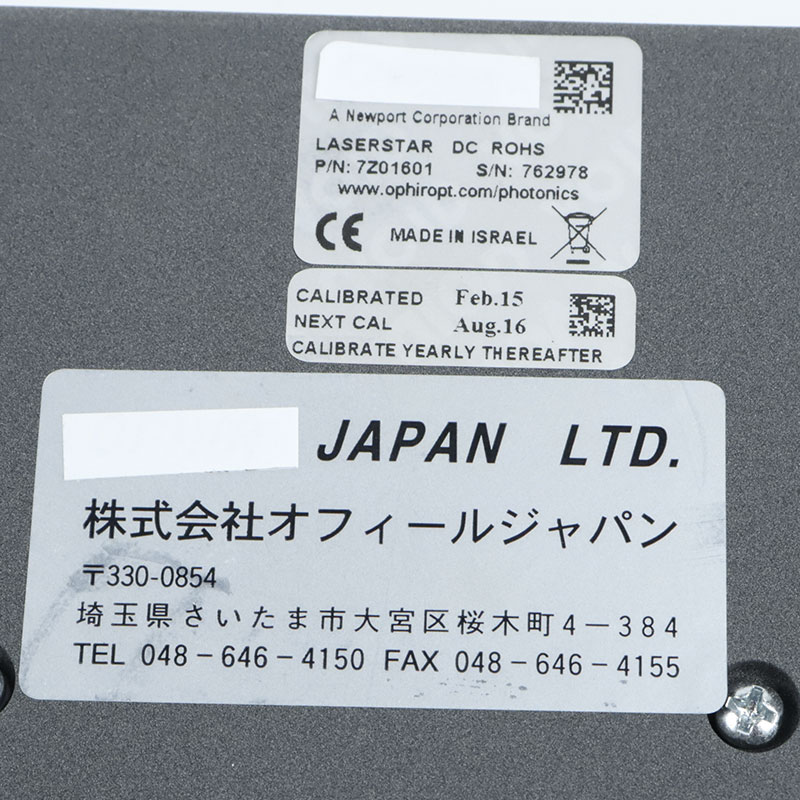 A Newport Corporation Brand
LASERSTAR DC ROHS
P/N: 7Z01601 S/N: 762978
www.ophiropt.com/photonics
CE MADE IN ISRAEL
CALIBRATED Feb.15
NEXT CAL Aug.16
CALIBRATE YEARLY THEREAFTER
JAPAN LTD.
株式会社オフィールジャパン
〒330-0854
埼玉県さいたま市大宮区桜木町4－384
TEL 048－646－4150 FAX 048－646－4155